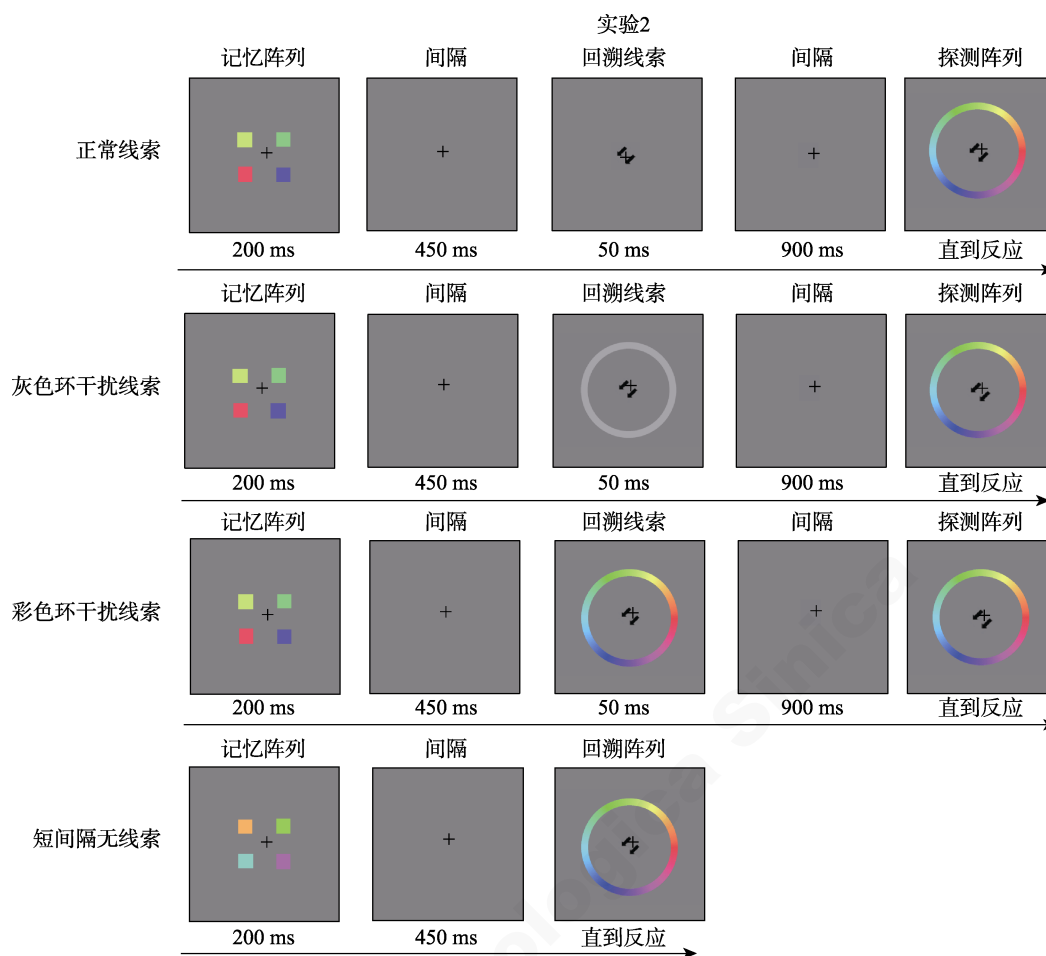 实验2
记忆阵列 间隔 回溯线索 间隔 探测阵列
正常线索
200 ms 450 ms 50 ms 900 ms 直到反应
记忆阵列 间隔 回溯线索 间隔 探测阵列
灰色环干扰线索
200 ms 450 ms 50 ms 900 ms 直到反应
记忆阵列 间隔 回溯线索 间隔 探测阵列
彩色环干扰线索
200 ms 450 ms 50 ms 900 ms 直到反应
记忆阵列 间隔 回溯阵列
短间隔无线索
200 ms 450 ms 直到反应
ologica Sinica